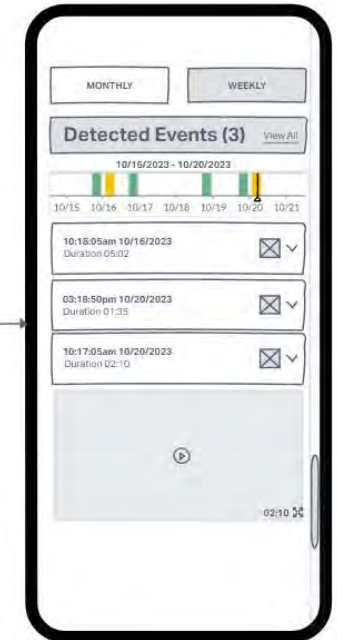 MONTHLY WEEKLY
Detected Events (3) View All
10/16/2023 - 10/20/2023
10/15 10/16 10/17 10/18 10/19 10/20 10/21
10:18:05am 10/16/2023
Duration 05:02
03:18:50pm 10/20/2023
Duration 01:35
10:17:05am 10/20/2023
Duration 02:10
02:10